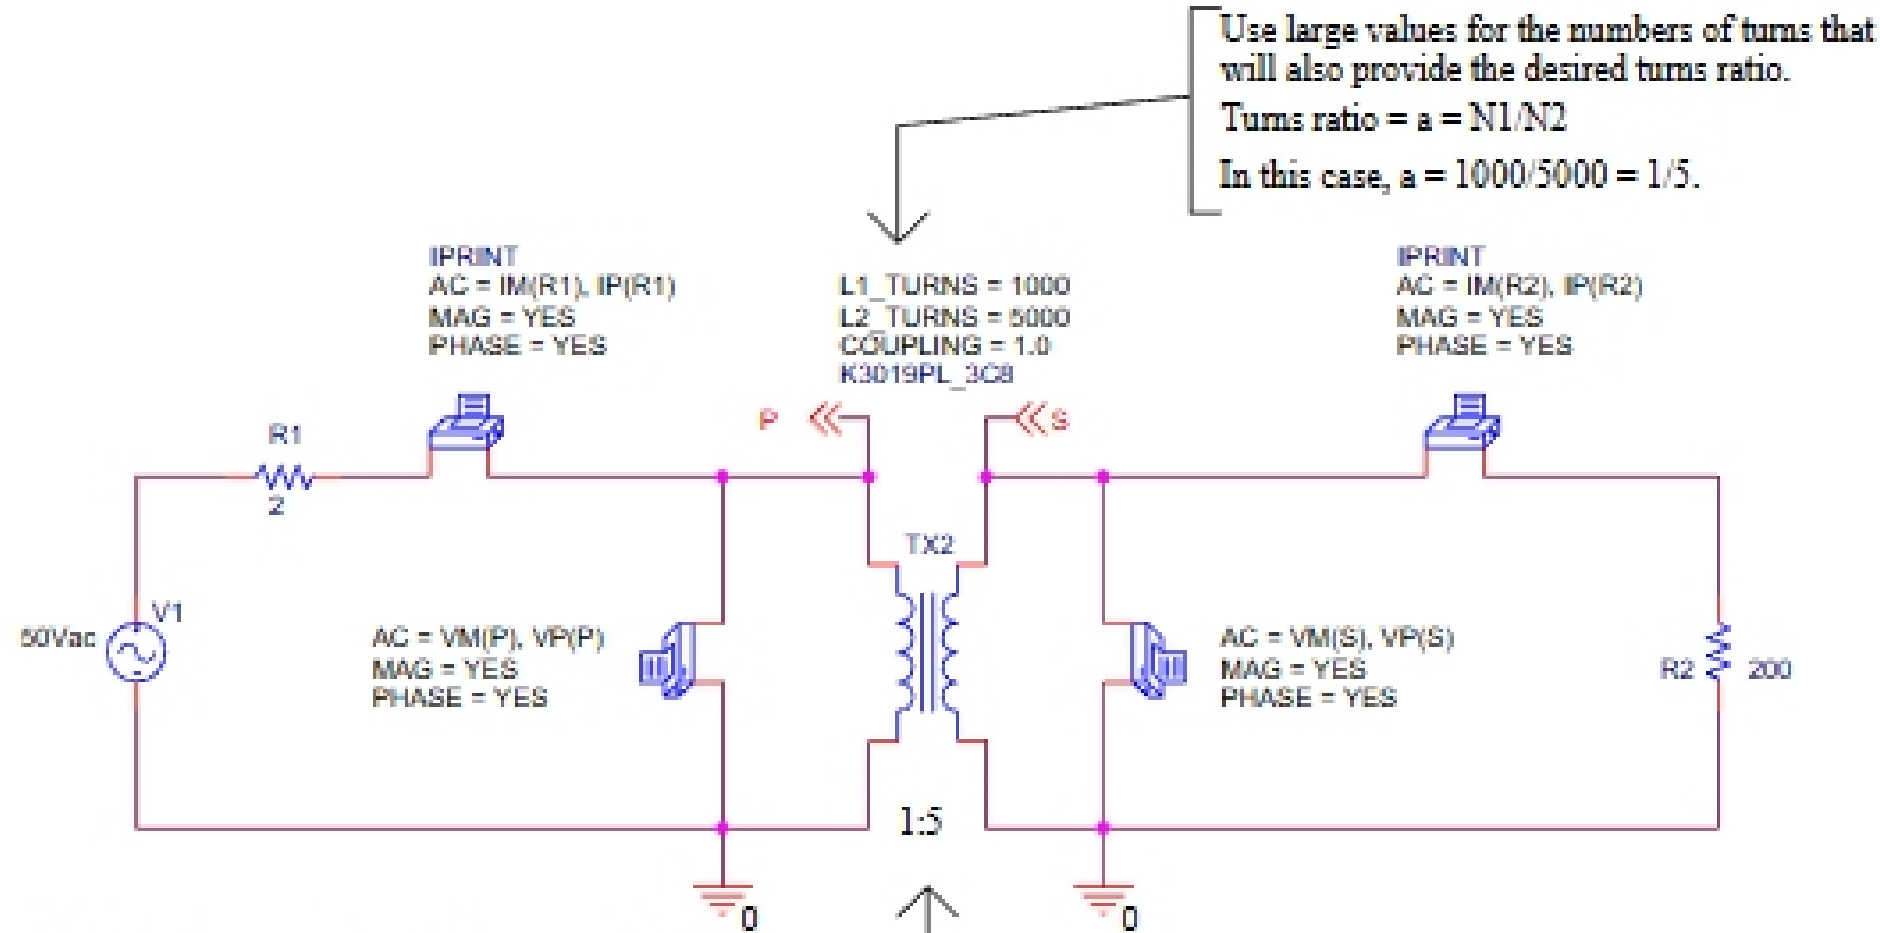 Use large values for the numbers of turns that
will also provide the desired turns ratio.
Turns ratio = a = N1/N2
In this case, a = 1000/5000 = 1/5.
IPRINT
AC = IM(R1), IP(R1)
MAG = YES
PHASE = YES
L1_TURNS = 1000
L2_TURNS = 5000
COUPLING = 1.0
K3019PL_3C8
IPRINT
AC = IM(R2), IP(R2)
MAG = YES
PHASE = YES
P
S
R1
2
TX2
V1
50Vac
AC = VM(P), VP(P)
MAG = YES
PHASE = YES
AC = VM(S), VP(S)
MAG = YES
PHASE = YES
R2
200
1:5
0
0